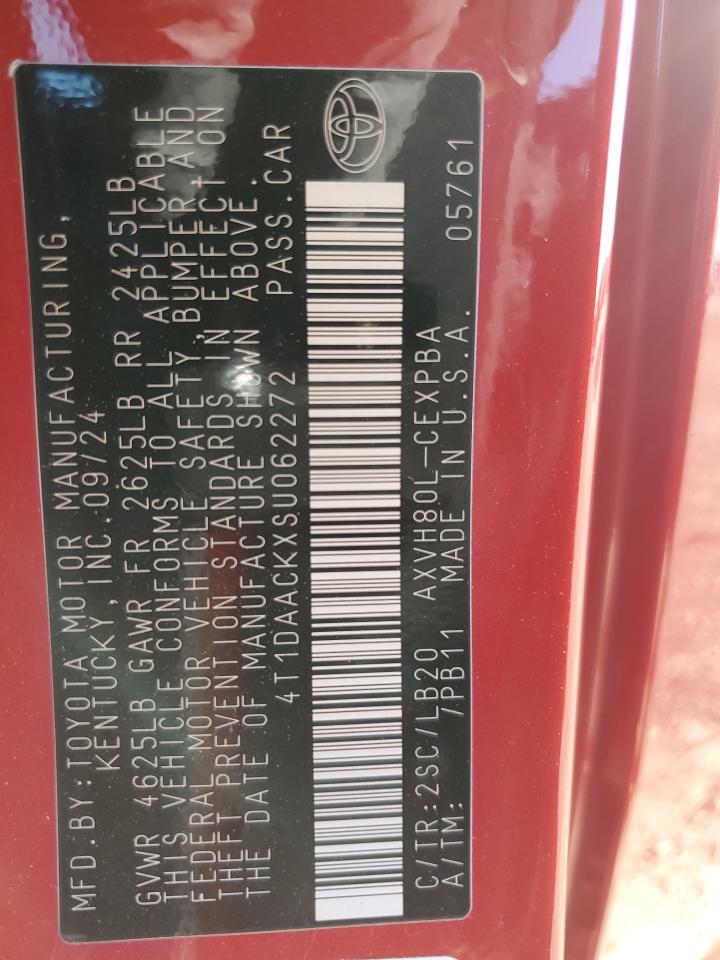 MFD.BY:TOYOTA MOTOR MANUFACTURING,
KENTUCKY, INC.09/24
GVWR 4625LB GAWR FR 2625LB RR 2425LB
THIS VEHICLE CONFORMS TO ALL APPLICABLE
FEDERAL MOTOR VEHICLE SAFETY,BUMPER,AND
THEFT PREVENTION STANDARDS IN EFFECT ON
THE DATE OF MANUFACTURE SHOWN ABOVE.
4T1DAACKXSU062272 PASS.CAR
C/TR:2SC/LB20 AXVH80L-CEXPBA 05761
A/TM: 7PB11 MADE IN U.S.A.